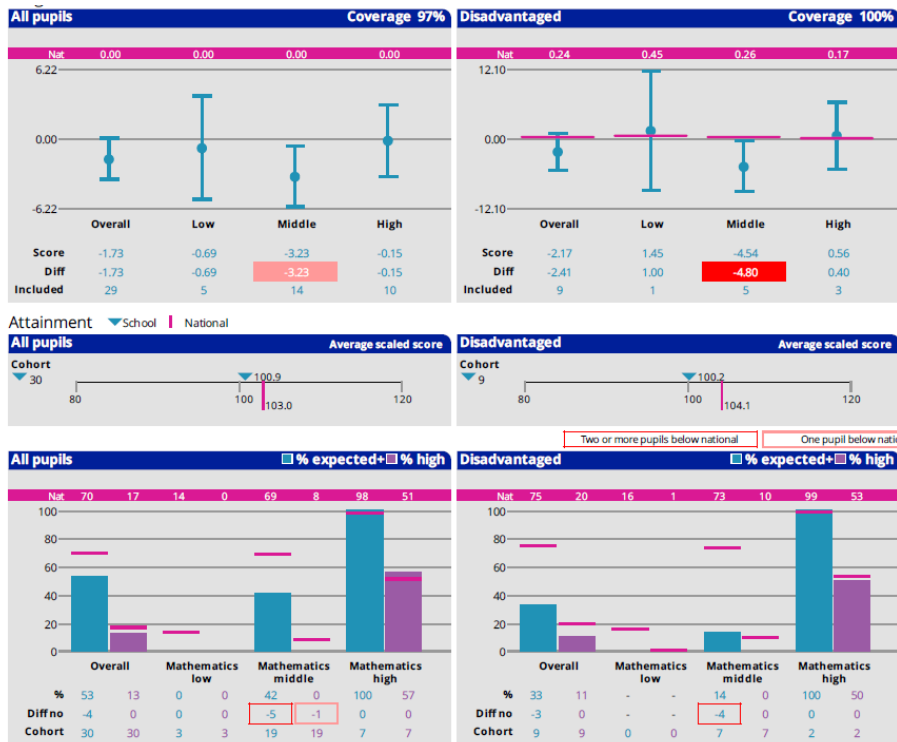 All pupils Coverage 97%
Nat 0.00 0.00 0.00 0.00
6.22
0.00
-6.22
Overall Low Middle High
Score -1.73 -0.69 -3.23 -0.15
Diff -1.73 -0.69 -3.23 -0.15
Included 29 5 14 10
Disadvantaged Coverage 100%
Nat 0.24 0.45 0.26 0.17
12.10
0.00
-12.10
Overall Low Middle High
Score -2.17 1.45 -4.54 0.56
Diff -2.41 1.00 -4.80 0.40
Included 9 1 5 3
Attainment School National
All pupils Average scaled score
Cohort
30 100.9
80 100 103.0 120
Disadvantaged Average scaled score
Cohort
9 100.2
80 100 104.1 120
Two or more pupils below national One pupil below nati
All pupils % expected+ % high
Nat 70 17 14 0 69 8 98 51
100
80
60
40
20
0
Overall Mathematics low Mathematics middle Mathematics high
% 53 13 0 0 42 0 100 57
Diff no -4 0 0 0 -5 -1 0 0
Cohort 30 30 3 3 19 19 7 7
Disadvantaged % expected+ % high
Nat 75 20 16 1 73 10 99 53
100
80
60
40
20
0
Overall Mathematics low Mathematics middle Mathematics high
% 33 11 - - 14 0 100 50
Diff no -3 0 - - -4 0 0 0
Cohort 9 9 0 0 7 7 2 2